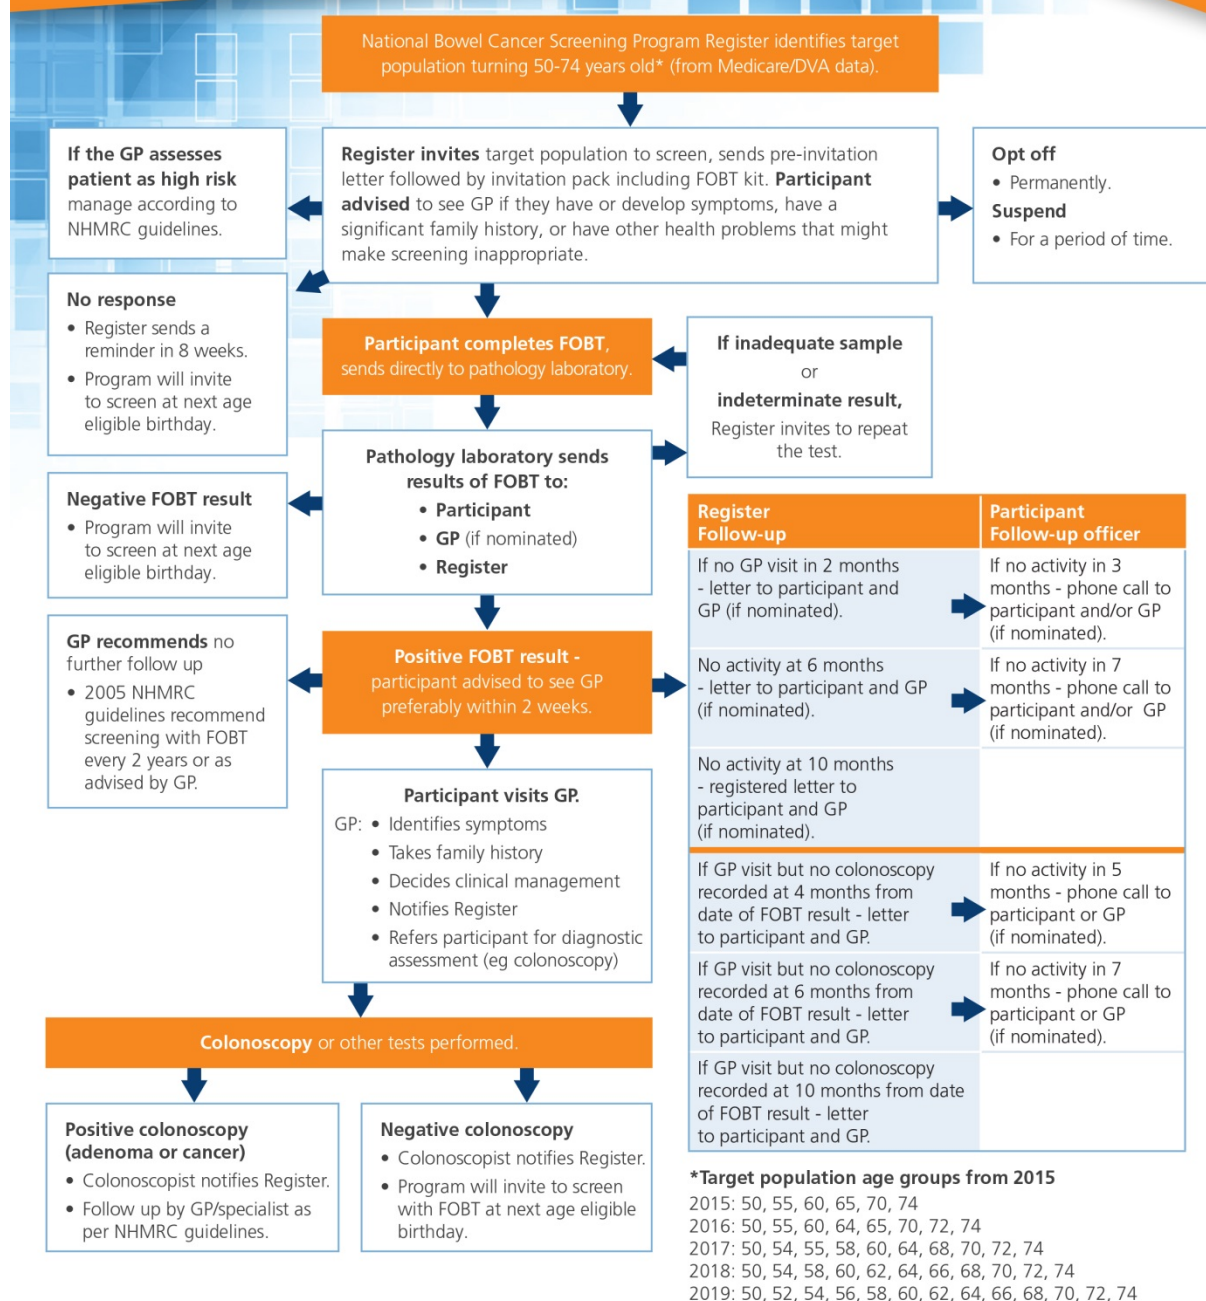 National Bowel Cancer Screening Program Register identifies target
population turning 50-74 years old* (from Medicare/DVA data).
If the GP assesses
patient as high risk
manage according to
NHMRC guidelines.
Register invites target population to screen, sends pre-invitation
letter followed by invitation pack including FOBT kit. Participant
advised to see GP if they have or develop symptoms, have a
significant family history, or have other health problems that might
make screening inappropriate.
Opt off
• Permanently.
Suspend
• For a period of time.
No response
• Register sends a
reminder in 8 weeks.
• Program will invite
to screen at next age
eligible birthday.
Participant completes FOBT,
sends directly to pathology laboratory.
If inadequate sample
or
indeterminate result,
Register invites to repeat
the test.
Pathology laboratory sends
results of FOBT to:
• Participant
• GP (if nominated)
• Register
Negative FOBT result
• Program will invite
to screen at next age
eligible birthday.
GP recommends no
further follow up
• 2005 NHMRC
guidelines recommend
screening with FOBT
every 2 years or as
advised by GP.
Positive FOBT result -
participant advised to see GP
preferably within 2 weeks.
Participant visits GP.
GP: • Identifies symptoms
• Takes family history
• Decides clinical management
• Notifies Register
• Refers participant for diagnostic
assessment (eg colonoscopy)
Colonoscopy or other tests performed.
Positive colonoscopy
(adenoma or cancer)
• Colonoscopist notifies Register.
• Follow up by GP/specialist as
per NHMRC guidelines.
Negative colonoscopy
• Colonoscopist notifies Register.
• Program will invite to screen
with FOBT at next age eligible
birthday.
Register
Follow-up
Participant
Follow-up officer
If no GP visit in 2 months
- letter to participant and
GP (if nominated).
If no activity in 3
months - phone call to
participant and/or GP
(if nominated).
No activity at 6 months
- letter to participant and GP
(if nominated).
If no activity in 7
months - phone call to
participant and/or GP
(if nominated).
No activity at 10 months
- registered letter to
participant and GP
(if nominated).
If GP visit but no colonoscopy
recorded at 4 months from
date of FOBT result - letter
to participant and GP.
If no activity in 5
months - phone call to
participant or GP
(if nominated).
If GP visit but no colonoscopy
recorded at 6 months from
date of FOBT result - letter
to participant and GP.
If no activity in 7
months - phone call to
participant or GP
(if nominated).
If GP visit but no colonoscopy
recorded at 10 months from date
of FOBT result - letter
to participant and GP.
*Target population age groups from 2015
2015: 50, 55, 60, 65, 70, 74
2016: 50, 55, 60, 64, 65, 70, 72, 74
2017: 50, 54, 55, 58, 60, 64, 68, 70, 72, 74
2018: 50, 54, 58, 60, 62, 64, 66, 68, 70, 72, 74
2019: 50, 52, 54, 56, 58, 60, 62, 64, 66, 68, 70, 72, 74